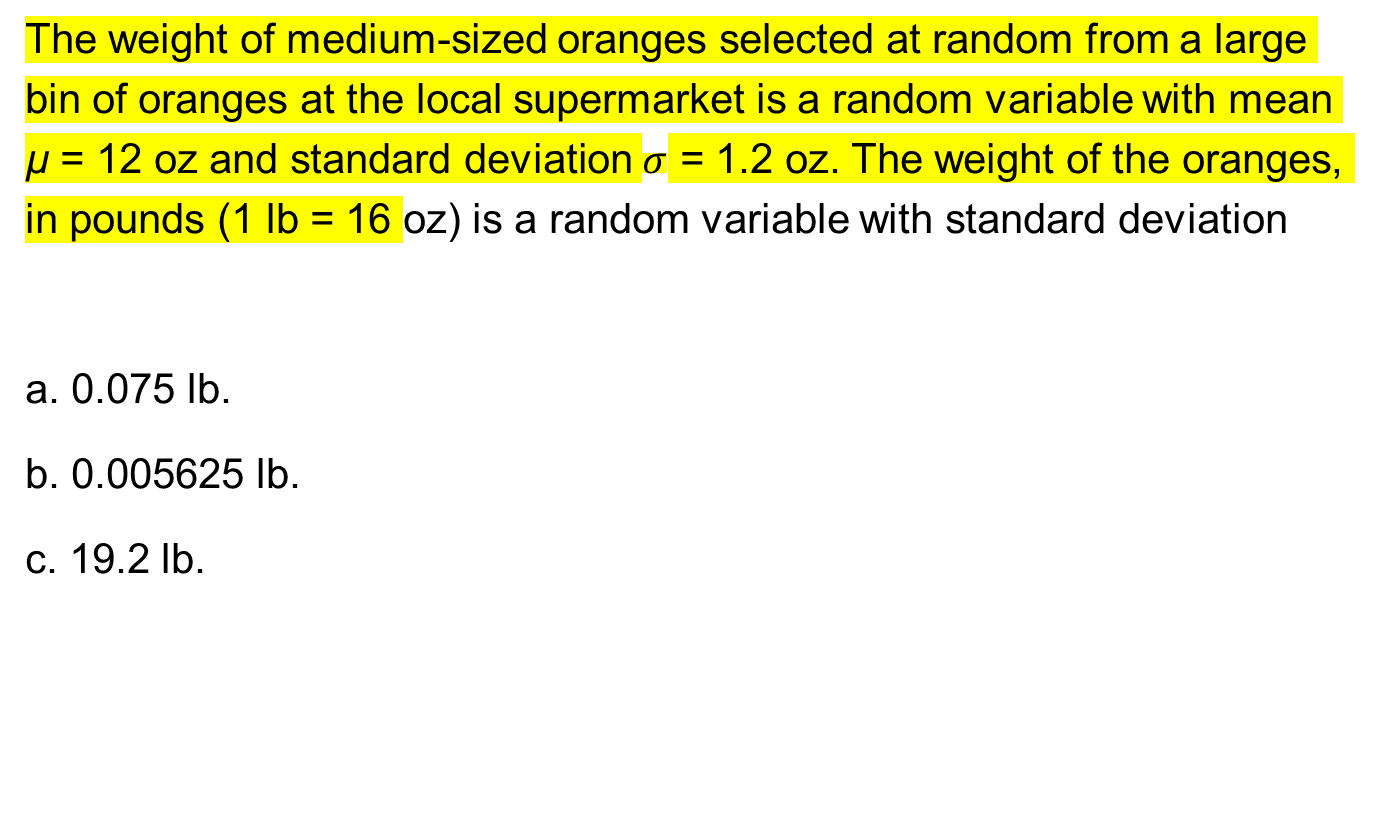 The weight of medium-sized oranges selected at random from a large
bin of oranges at the local supermarket is a random variable with mean
μ = 12 oz and standard deviation σ = 1.2 oz. The weight of the oranges,
in pounds (1 lb = 16 oz) is a random variable with standard deviation
a. 0.075 lb.
b. 0.005625 lb.
c. 19.2 lb.